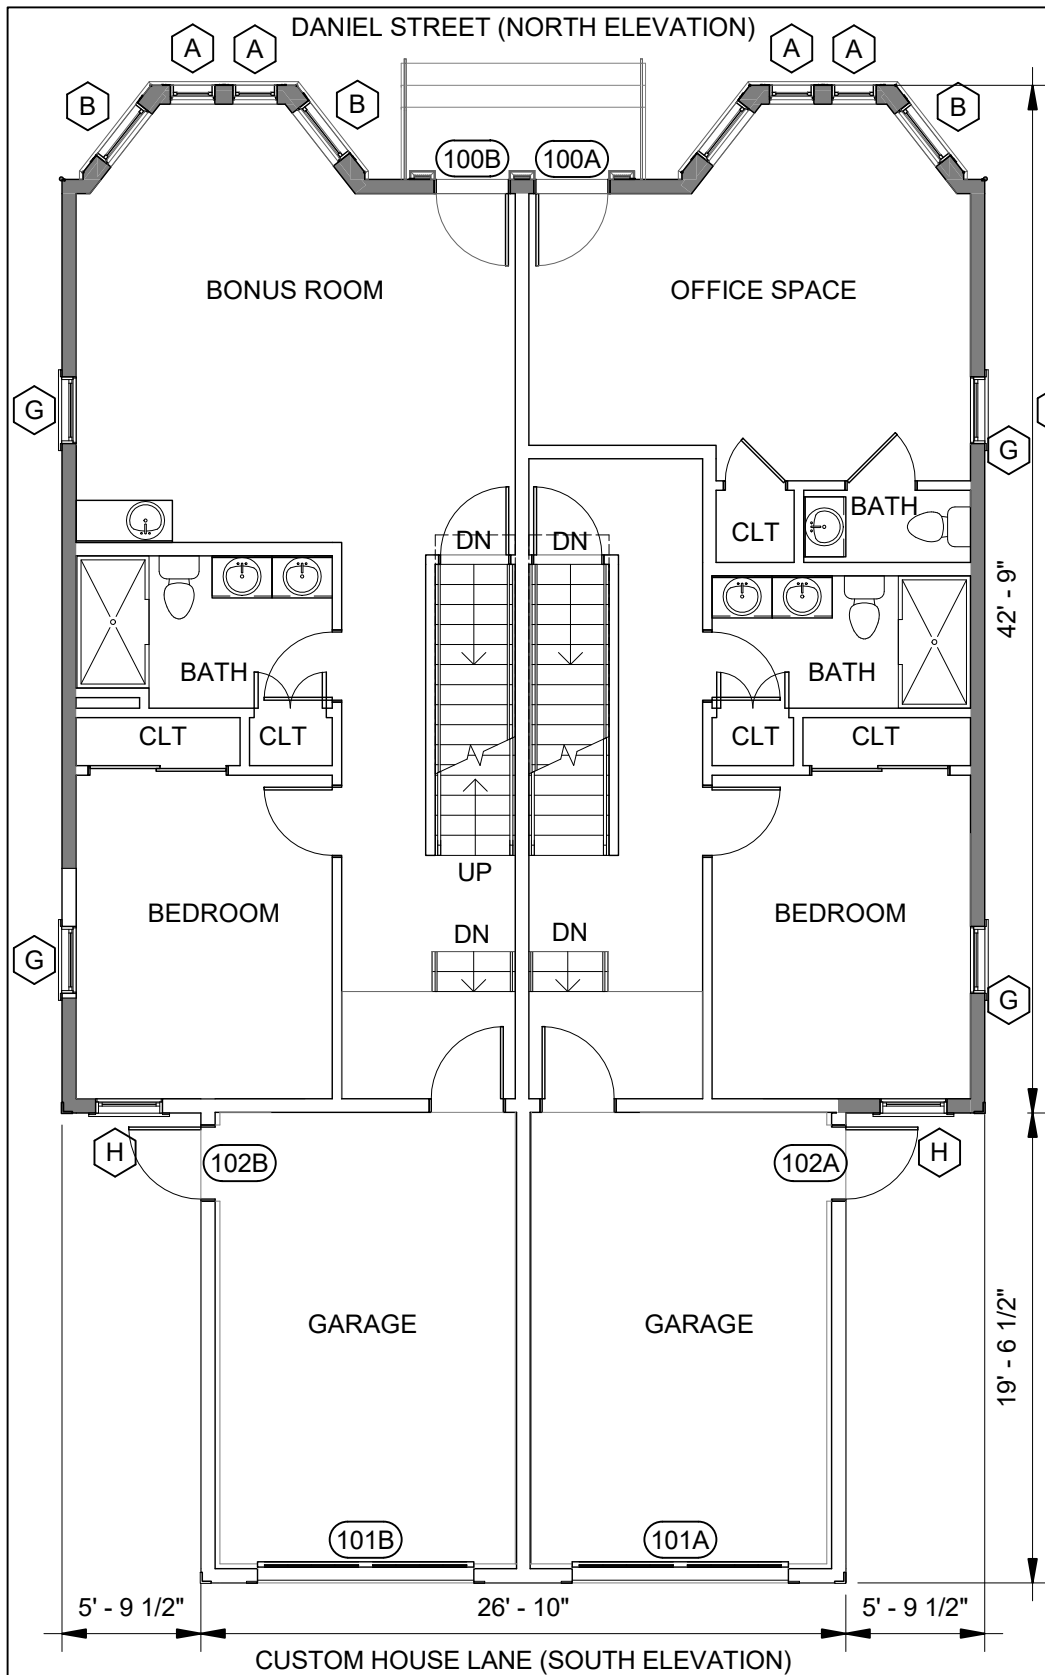 DANIEL STREET (NORTH ELEVATION)
A A A A
B B B B
100B 100A
BONUS ROOM OFFICE SPACE
G G
BATH
CLT
DN DN
42' - 9"
BATH BATH
CLT CLT CLT CLT
UP
BEDROOM BEDROOM
DN DN
G G
H H
102B 102A
GARAGE GARAGE
19' - 6 1/2"
101B 101A
5' - 9 1/2" 26' - 10" 5' - 9 1/2"
CUSTOM HOUSE LANE (SOUTH ELEVATION)